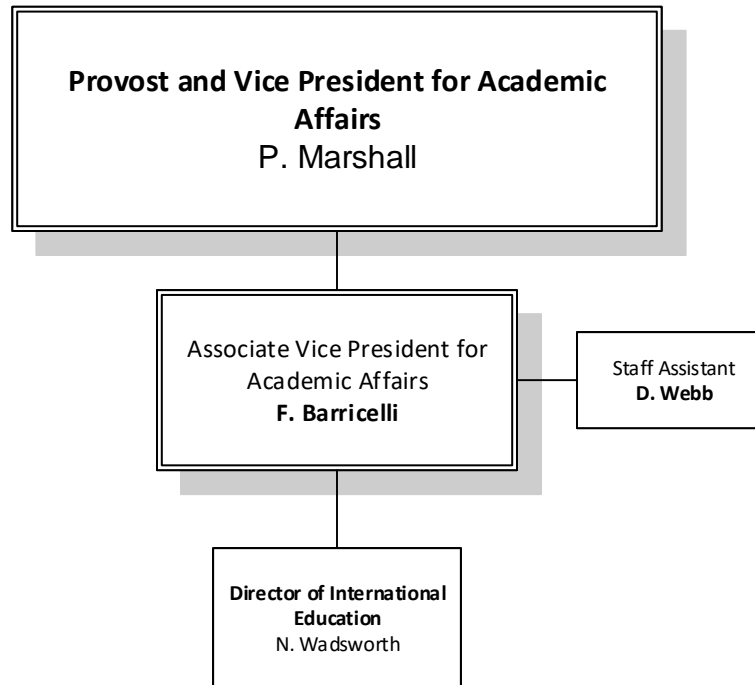 Provost and Vice President for Academic
Affairs
P. Marshall
Associate Vice President for
Academic Affairs
F. Barricelli
Staff Assistant
D. Webb
Director of International
Education
N. Wadsworth